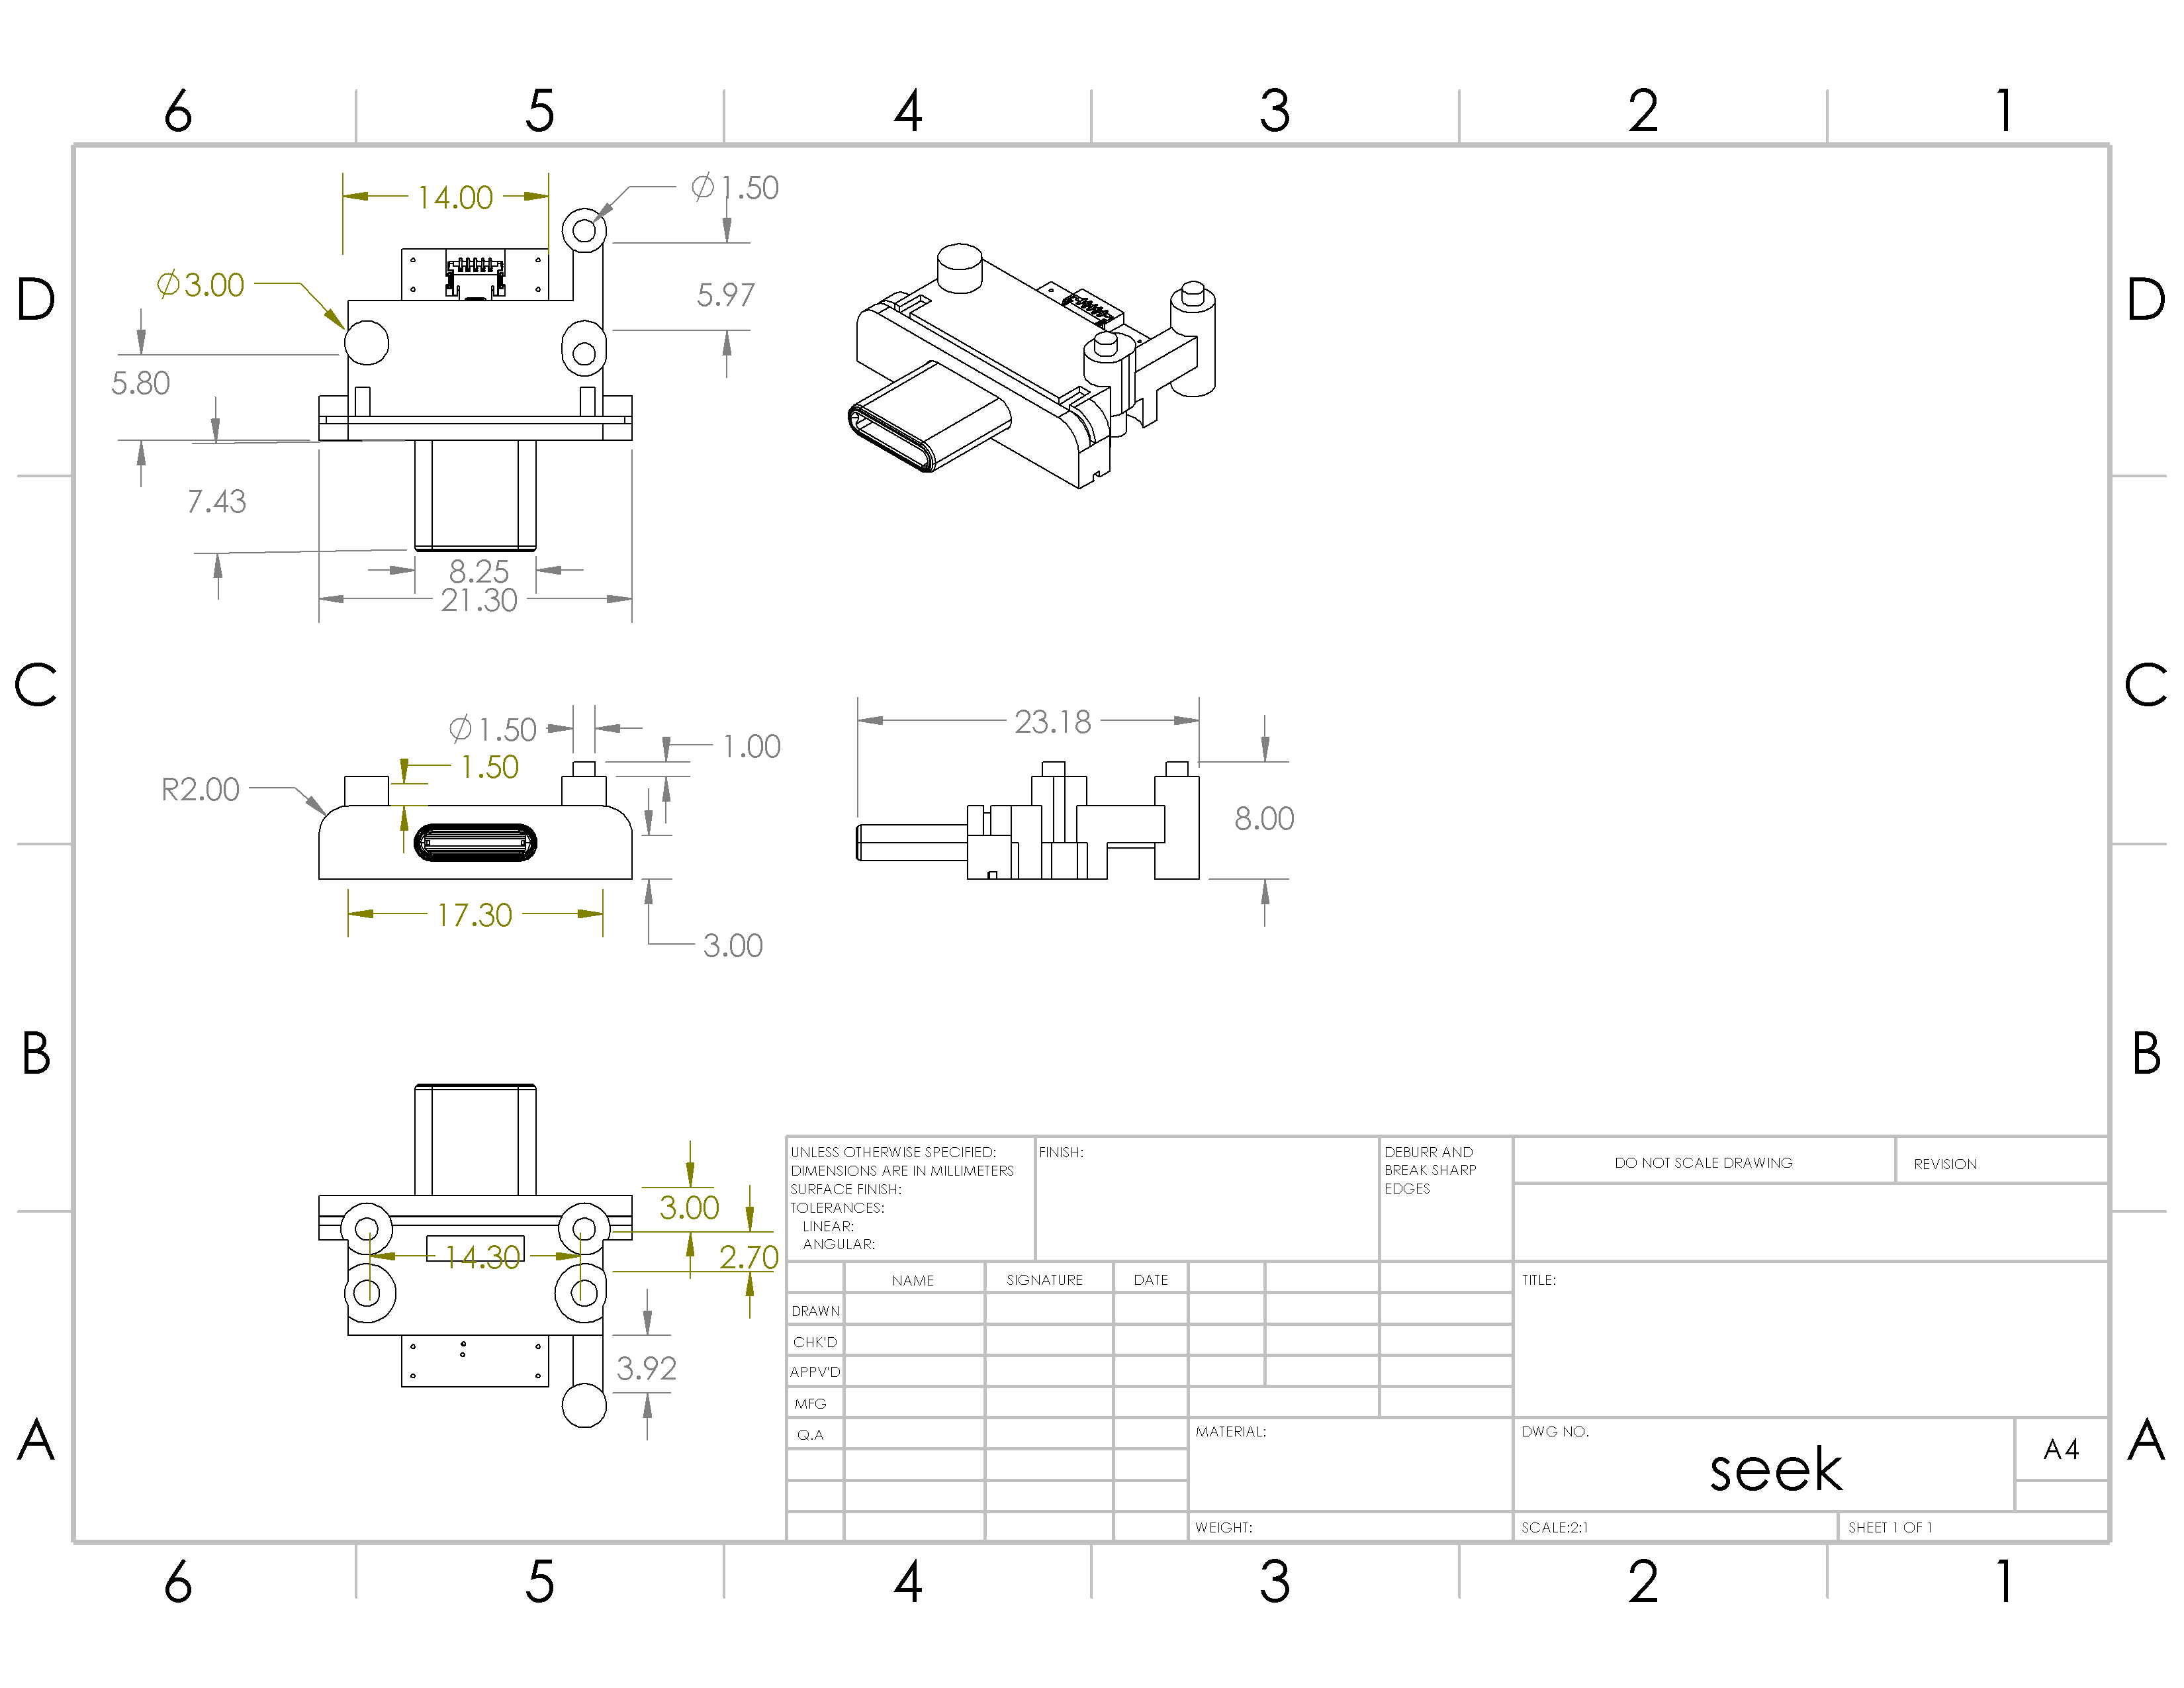 6 5 4 3 2 1
D D
C C
B B
A A
14.00
⌀1.50
⌀3.00
5.97
5.80
7.43
8.25
21.30
⌀1.50
1.00
1.50
R2.00
17.30
3.00
23.18
8.00
3.00
14.30
2.70
3.92
UNLESS OTHERWISE SPECIFIED:
DIMENSIONS ARE IN MILLIMETERS
SURFACE FINISH:
TOLERANCES:
LINEAR:
ANGULAR:
FINISH:
DEBURR AND
BREAK SHARP
EDGES
DO NOT SCALE DRAWING
REVISION
NAME SIGNATURE DATE
TITLE:
DRAWN
CHK'D
APPV'D
MFG
Q.A
MATERIAL:
DWG NO.
seek
A4
WEIGHT:
SCALE:2:1
SHEET 1 OF 1
6 5 4 3 2 1